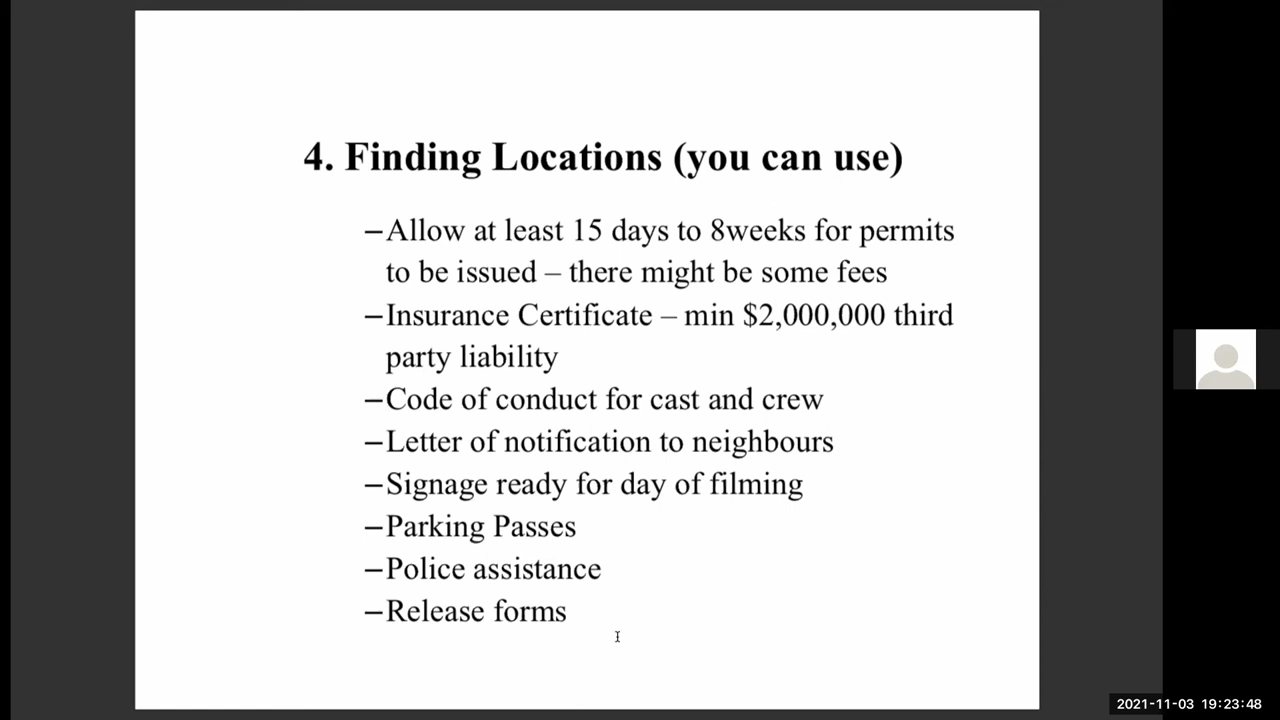 4. Finding Locations (you can use)
–Allow at least 15 days to 8weeks for permits
to be issued – there might be some fees
–Insurance Certificate – min $2,000,000 third
party liability
–Code of conduct for cast and crew
–Letter of notification to neighbours
–Signage ready for day of filming
–Parking Passes
–Police assistance
–Release forms
2021-11-03 19:23:48